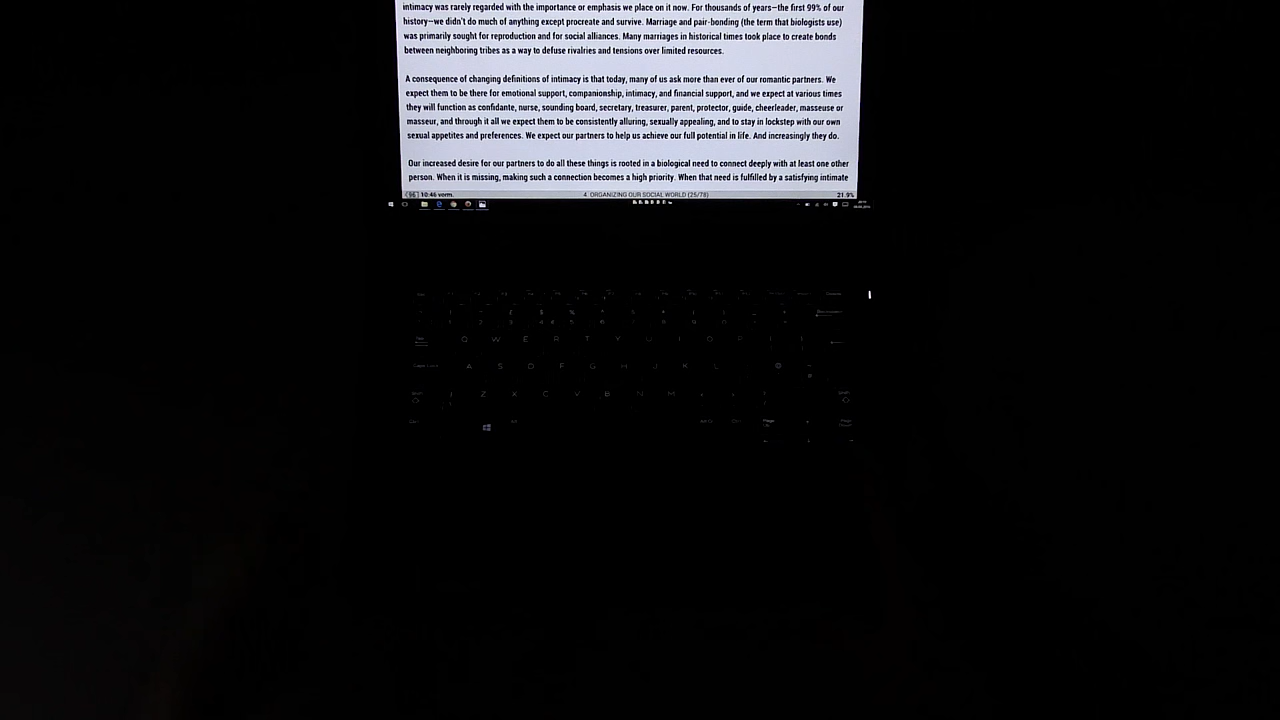 intimacy was rarely regarded with the importance or emphasis we place on it now. For thousands of years—the first 99% of our
history—we didn't do much of anything except procreate and survive. Marriage and pair-bonding (the term that biologists use)
was primarily sought for reproduction and for social alliances. Many marriages in historical times took place to create bonds
between neighboring tribes as a way to defuse rivalries and tensions over limited resources.
A consequence of changing definitions of intimacy is that today, many of us ask more than ever of our romantic partners. We
expect them to be there for emotional support, companionship, intimacy, and financial support, and we expect at various times
they will function as confidante, nurse, sounding board, secretary, treasurer, parent, protector, guide, cheerleader, masseuse or
masseur, and through it all we expect them to be consistently alluring, sexually appealing, and to stay in lockstep with our own
sexual appetites and preferences. We expect our partners to help us achieve our full potential in life. And increasingly they do.
Our increased desire for our partners to do all these things is rooted in a biological need to connect deeply with at least one other
person. When it is missing, making such a connection becomes a high priority. When that need is fulfilled by a satisfying intimate
[96] 10:46 vorm. 4. ORGANIZING OUR SOCIAL WORLD (25/78) 21.9%
Q W E R T Y U I O P
A S D F G H J K L
Z X C V B N M